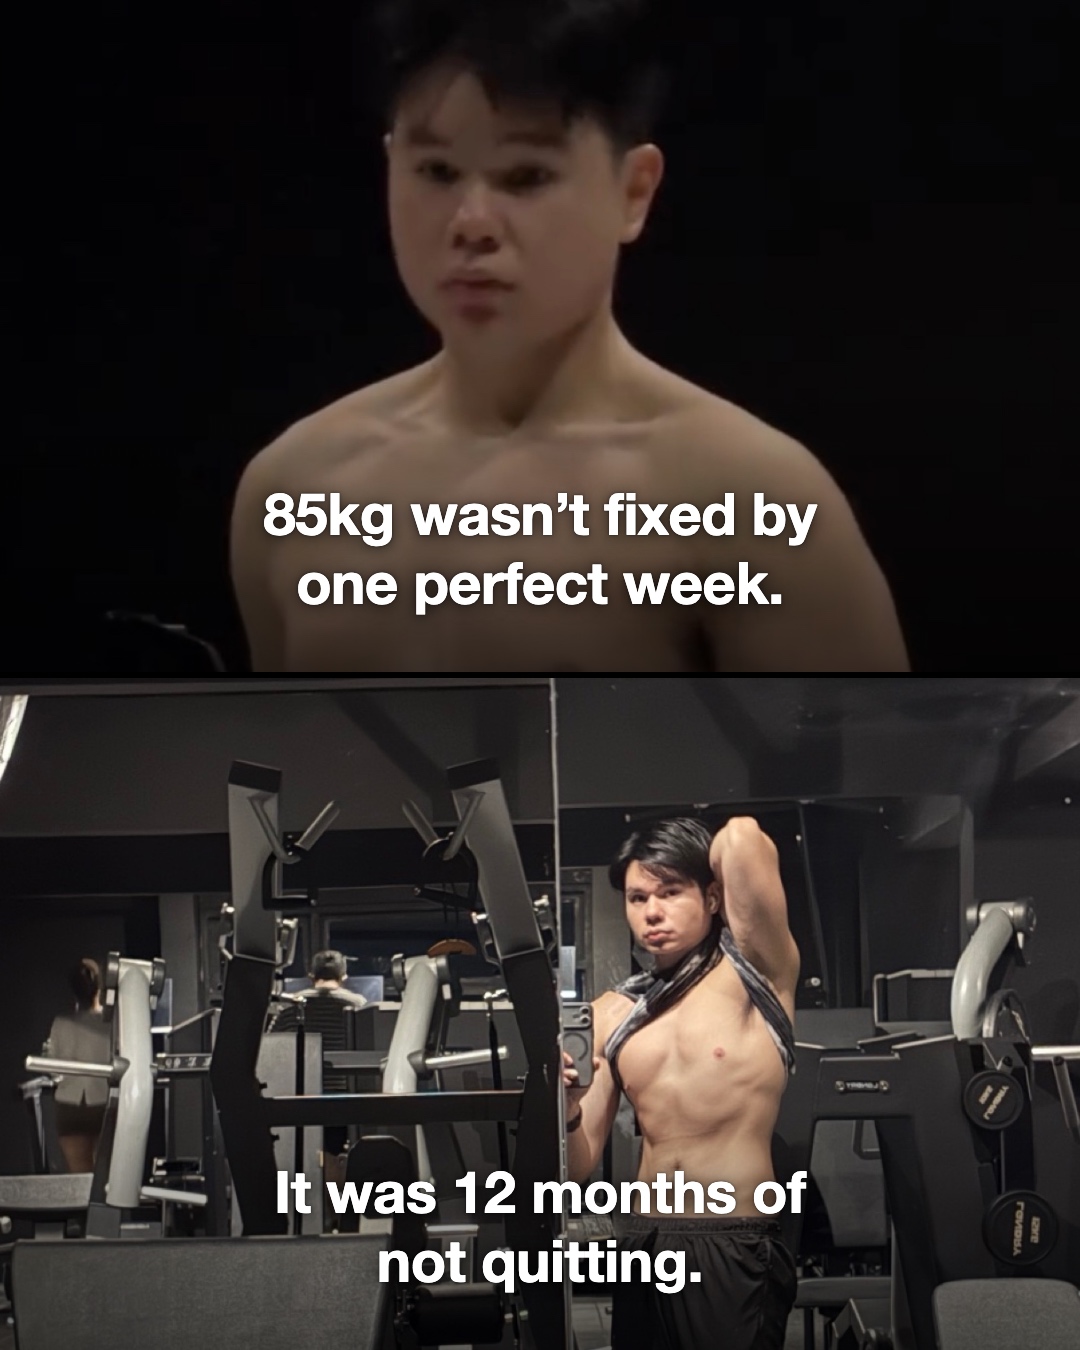 85kg wasn’t fixed by
one perfect week.
It was 12 months of
not quitting.